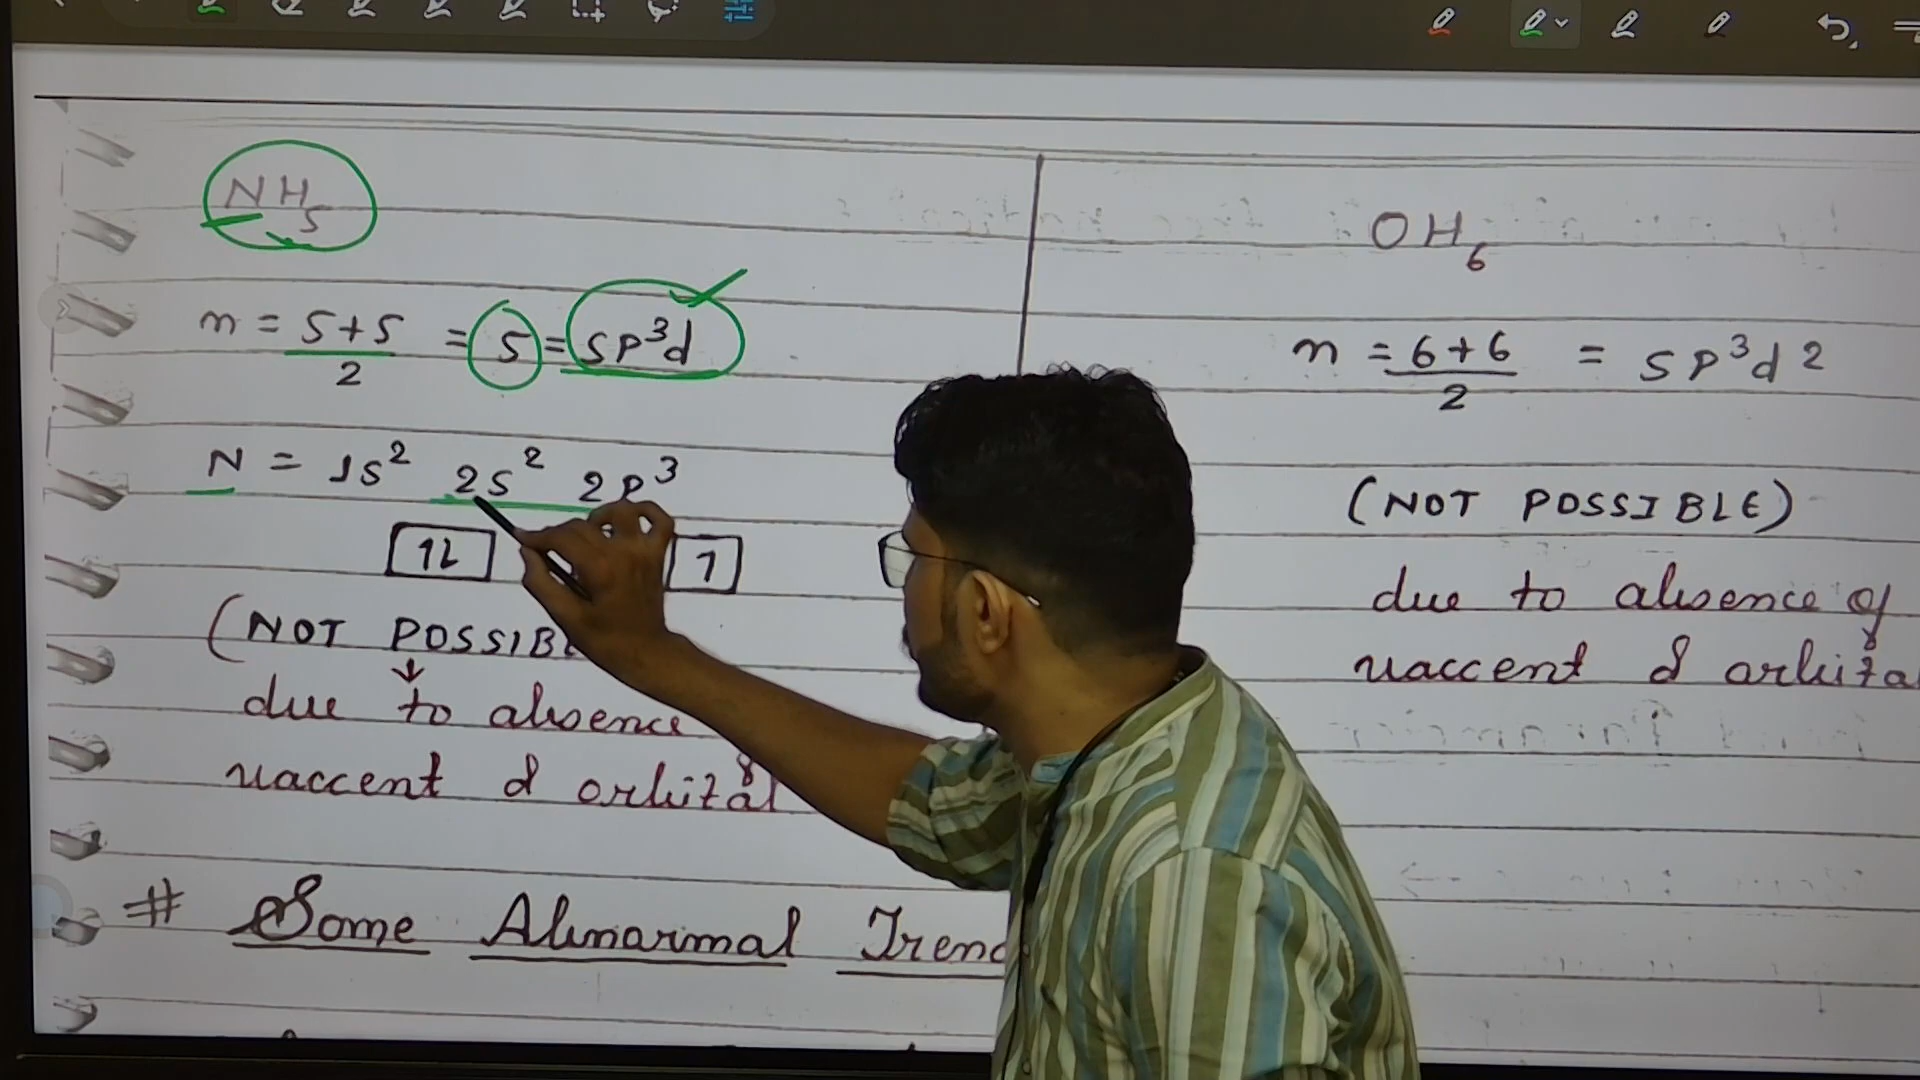 NH5
n = 5+5/2 = 5 = sp³d
N = 1s² 2s² 2p³
1L 1
(NOT POSSIB
due to absence
vaccent d orbital
OH6
n = 6+6/2 = sp³d²
(NOT POSSIBLE)
due to absence of
vaccent d orbita
# Some Abnarmal Trend